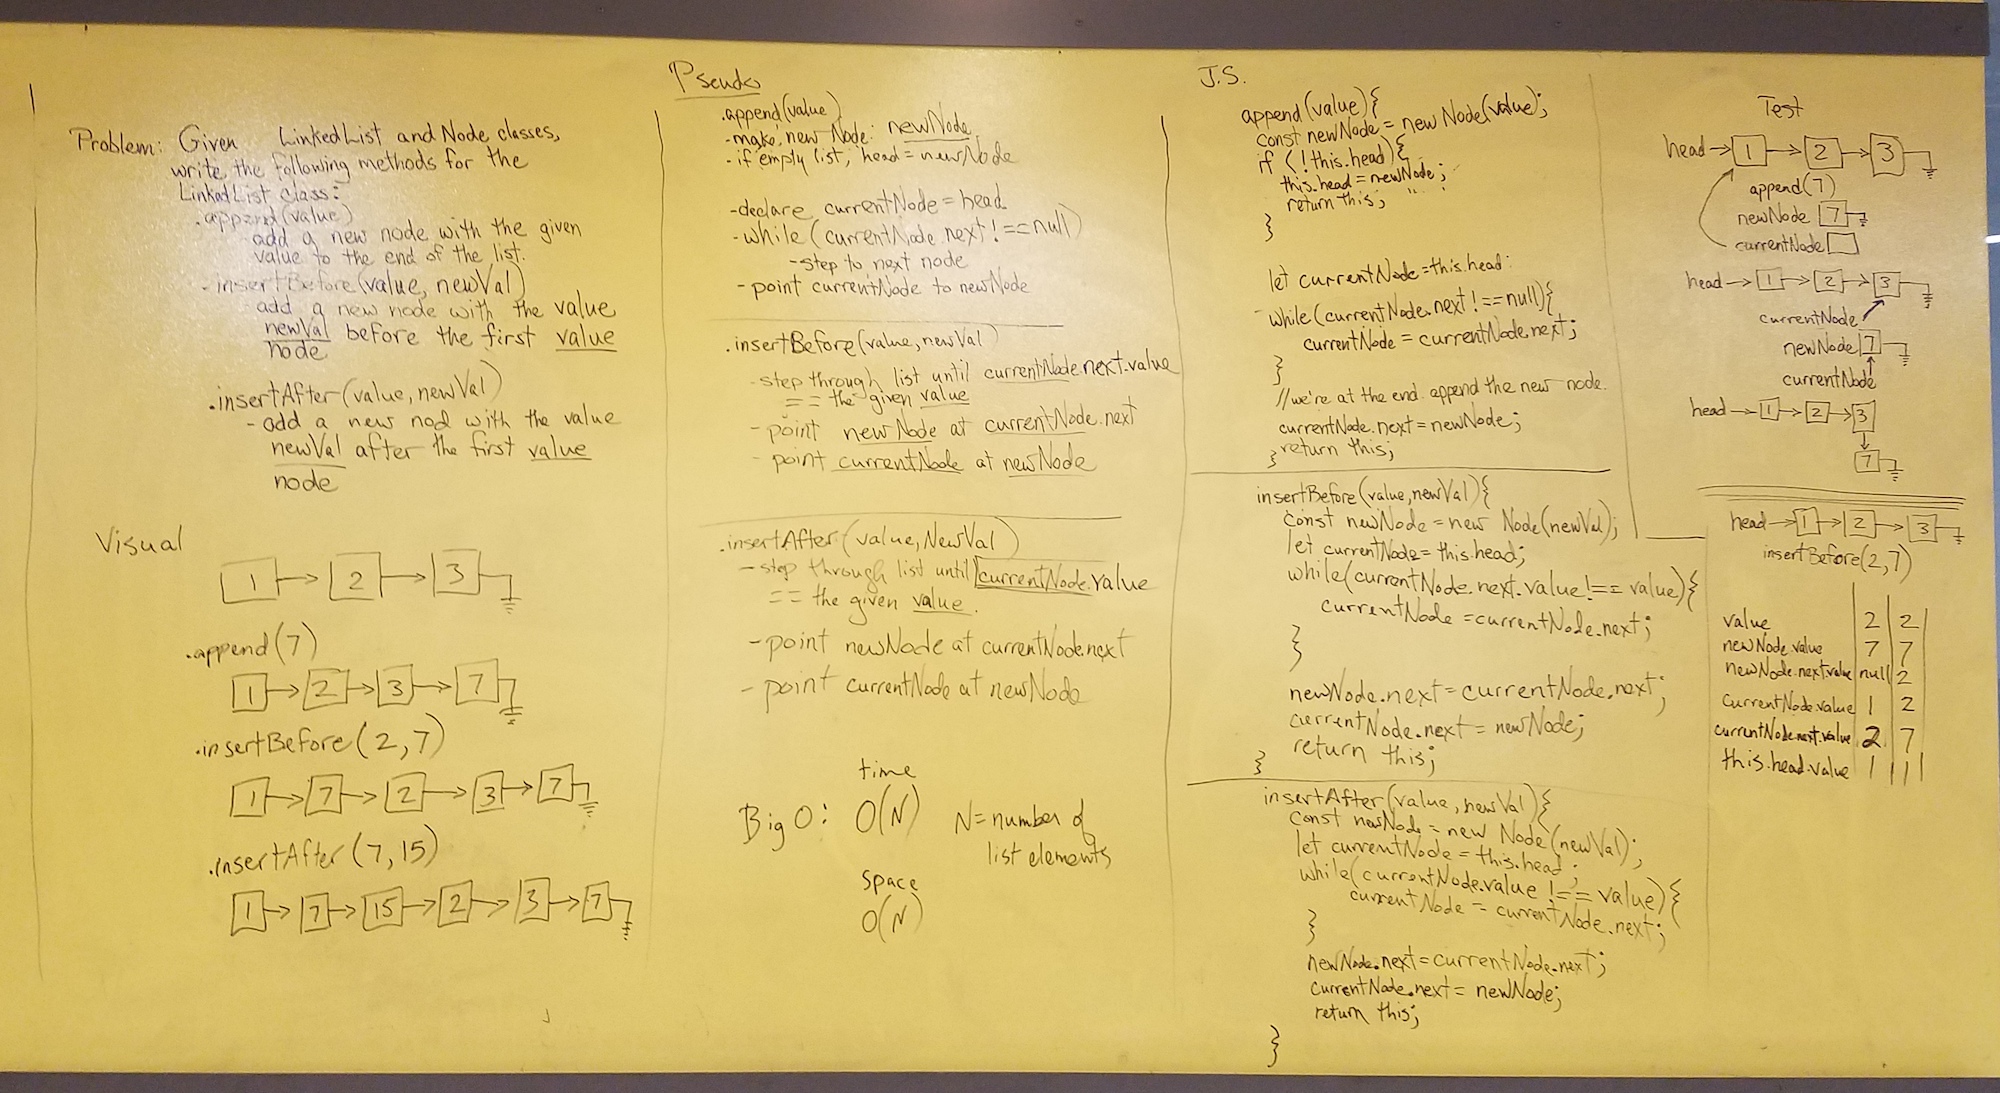 Problem: Given LinkedList and Node classes,
write the following methods for the
LinkedList class:
.append(value)
- add a new node with the given
value to the end of the list.
- insertBefore(value, newVal)
add a new node with the value
newVal before the first value
node
.insertAfter(value, newVal)
- add a new nod with the value
newVal after the first value
node
Visual
1 → 2 → 3
.append(7)
1 → 2 → 3 → 7
.insertBefore(2,7)
1 → 7 → 2 → 3 → 7
.insertAfter(7,15)
1 → 7 → 15 → 2 → 3 → 7
Pseudo
.append(value)
- make new Node: newNode
- if empty list, head = newNode
- declare currentNode = head
- while (currentNode.next !== null)
- step to next node
- point currentNode to newNode
.insertBefore(value, newVal)
- step through list until currentNode.next.value
== the given value
- point newNode at currentNode.next
- point currentNode at newNode
.insertAfter(value, NewVal)
- step through list until currentNode.value
== the given value.
- point newNode at currentNode.next
- point currentNode at newNode
time
Big O: O(N) N = number of
list elements
space
O(N)
J.S.
append(value){
const newNode = new Node(value);
if (!this.head){
this.head = newNode;
return this;
}
let currentNode = this.head;
while(currentNode.next !== null){
currentNode = currentNode.next;
}
//we're at the end. append the new node.
currentNode.next = newNode;
return this;
}
insertBefore(value,newVal){
const newNode = new Node(newVal);
let currentNode = this.head;
while(currentNode.next.value !== value){
currentNode = currentNode.next;
}
newNode.next = currentNode.next;
currentNode.next = newNode;
return this;
}
insertAfter(value, newVal){
const newNode = new Node(newVal);
let currentNode = this.head;
while(currentNode.value !== value){
currentNode = currentNode.next;
}
newNode.next = currentNode.next;
currentNode.next = newNode;
return this;
}
Test
head → 1 → 2 → 3
append(7)
newNode 7
currentNode
head → 1 → 2 → 3
currentNode
newNode 7
currentNode
head → 1 → 2 → 3
7
head → 1 → 2 → 3
insertBefore(2,7)
value 2 2
newNode.value 7 7
newNode.next.value null 2
currentNode.value 1 2
currentNode.next.value 2 7
this.head.value 1 1